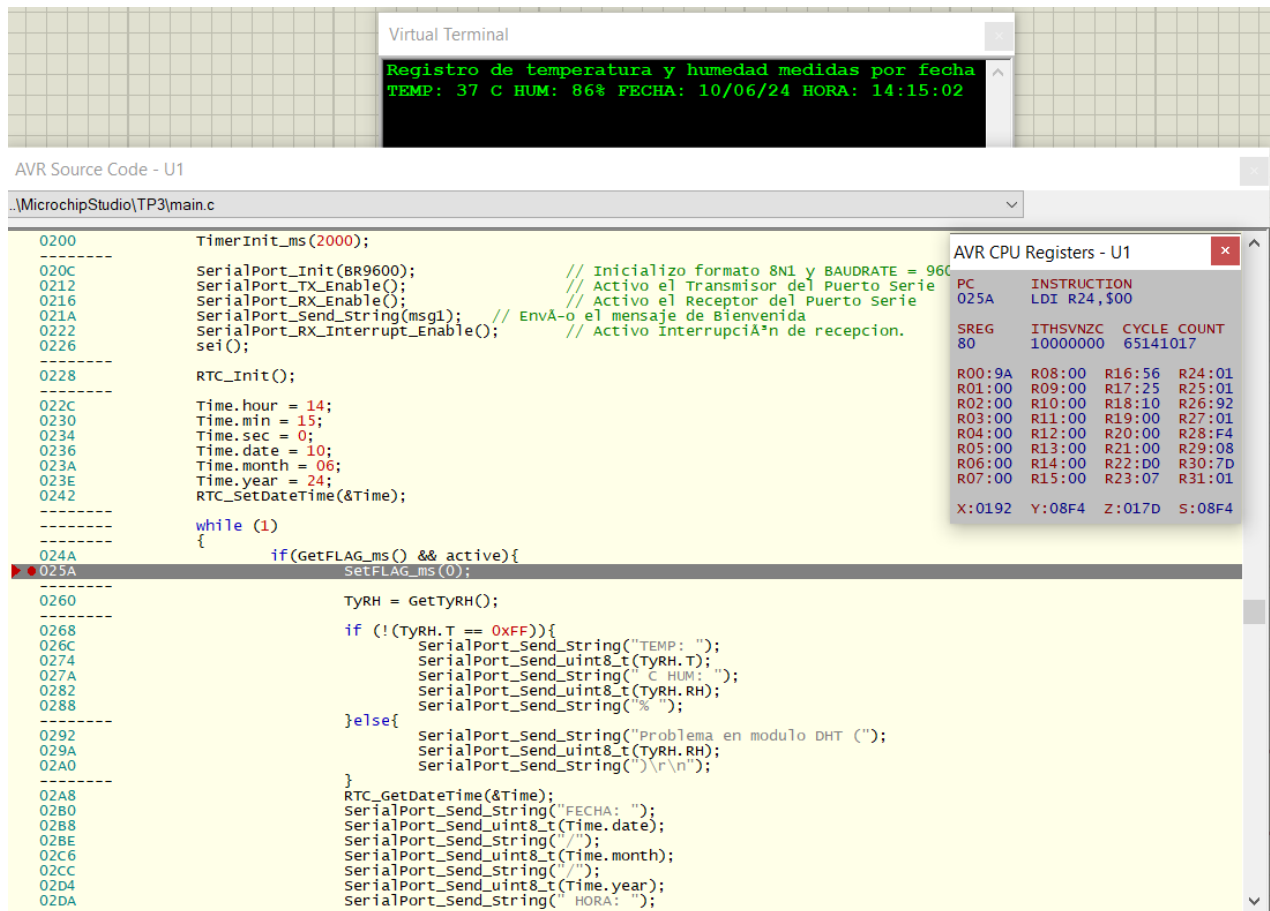 Virtual Terminal
Registro de temperatura y humedad medidas por fecha
TEMP: 37 C HUM: 86% FECHA: 10/06/24 HORA: 14:15:02
AVR Source Code - U1
..\MicrochipStudio\TP3\main.c
0200 TimerInit_ms(2000);
--------
020C SerialPort_Init(BR9600); // Inicializo formato 8N1 y BAUDRATE = 960
0212 SerialPort_TX_Enable(); // Activo el Transmisor del Puerto Serie
0216 SerialPort_RX_Enable(); // Activo el Receptor del Puerto Serie
021A SerialPort_Send_String(msg1); // EnvÃ-o el mensaje de Bienvenida
0222 SerialPort_RX_Interrupt_Enable(); // Activo InterrupciÃ³n de recepcion.
0226 sei();
--------
0228 RTC_Init();
--------
022C Time.hour = 14;
0230 Time.min = 15;
0234 Time.sec = 0;
0236 Time.date = 10;
023A Time.month = 06;
023E Time.year = 24;
0242 RTC_SetDateTime(&Time);
--------
-------- while (1)
-------- {
024A if(GetFLAG_ms() && active){
025A SetFLAG_ms(0);
--------
0260 TyRH = GetTyRH();
--------
0268 if (!(TyRH.T == 0xFF)){
026C SerialPort_Send_String("TEMP: ");
0274 SerialPort_Send_uint8_t(TyRH.T);
027A SerialPort_Send_String(" C HUM: ");
0282 SerialPort_Send_uint8_t(TyRH.RH);
0288 SerialPort_Send_String("% ");
-------- }else{
0292 SerialPort_Send_String("Problema en modulo DHT (");
029A SerialPort_Send_uint8_t(TyRH.RH);
02A0 SerialPort_Send_String(")\r\n");
-------- }
02A8 RTC_GetDateTime(&Time);
02B0 SerialPort_Send_String("FECHA: ");
02B8 SerialPort_Send_uint8_t(Time.date);
02BE SerialPort_Send_String("/");
02C6 SerialPort_Send_uint8_t(Time.month);
02CC SerialPort_Send_String("/");
02D4 SerialPort_Send_uint8_t(Time.year);
02DA SerialPort_Send_String(" HORA: ");
AVR CPU Registers - U1
PC INSTRUCTION
025A LDI R24,$00
SREG ITHSVNZC CYCLE COUNT
80 10000000 65141017
R00:9A R08:00 R16:56 R24:01
R01:00 R09:00 R17:25 R25:01
R02:00 R10:00 R18:10 R26:92
R03:00 R11:00 R19:00 R27:01
R04:00 R12:00 R20:00 R28:F4
R05:00 R13:00 R21:00 R29:08
R06:00 R14:00 R22:D0 R30:7D
R07:00 R15:00 R23:07 R31:01
X:0192 Y:08F4 Z:017D S:08F4